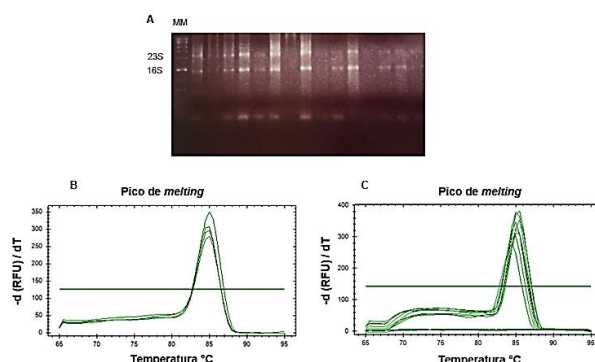 A
MM
23S
16S
B
Pico de melting
-d (RFU) / dT
350
300
250
200
150
100
50
0
65 70 75 80 85 90 95
Temperatura °C
C
Pico de melting
-d (RFU) / dT
400
300
200
100
0
65 70 75 80 85 90 95
Temperatura °C